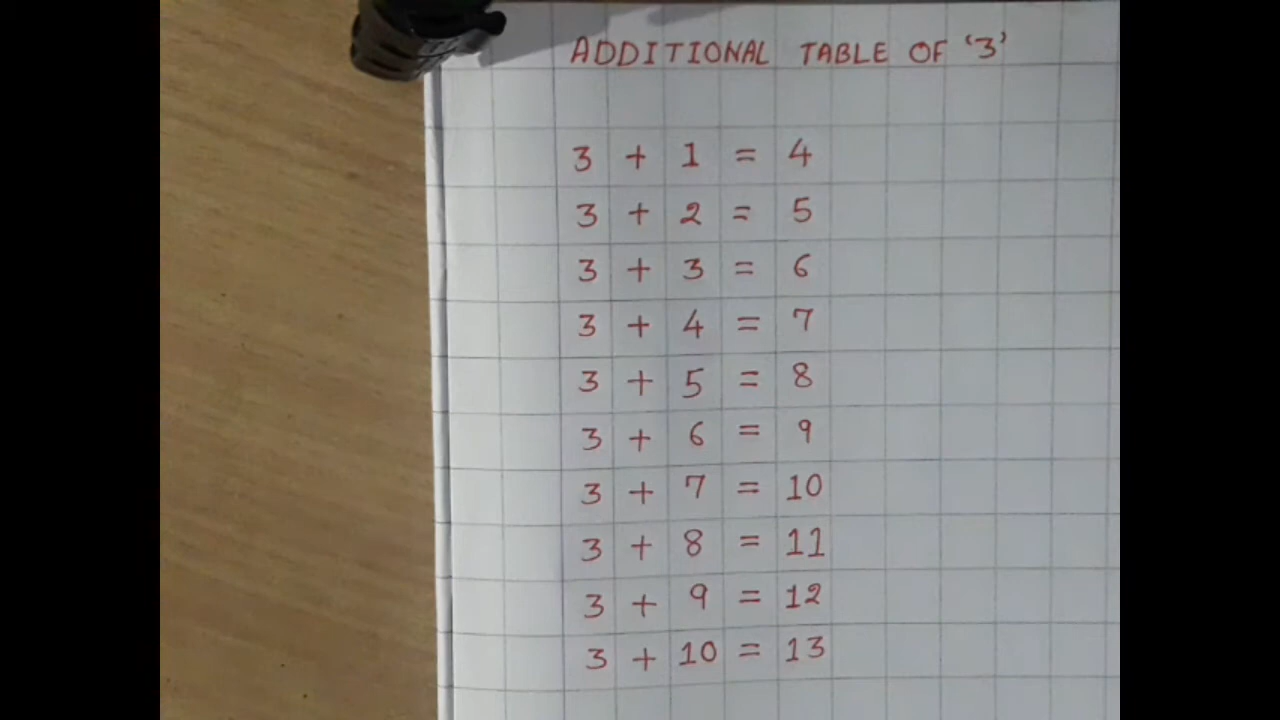 ADDITIONAL TABLE OF '3'
3 + 1 = 4
3 + 2 = 5
3 + 3 = 6
3 + 4 = 7
3 + 5 = 8
3 + 6 = 9
3 + 7 = 10
3 + 8 = 11
3 + 9 = 12
3 + 10 = 13